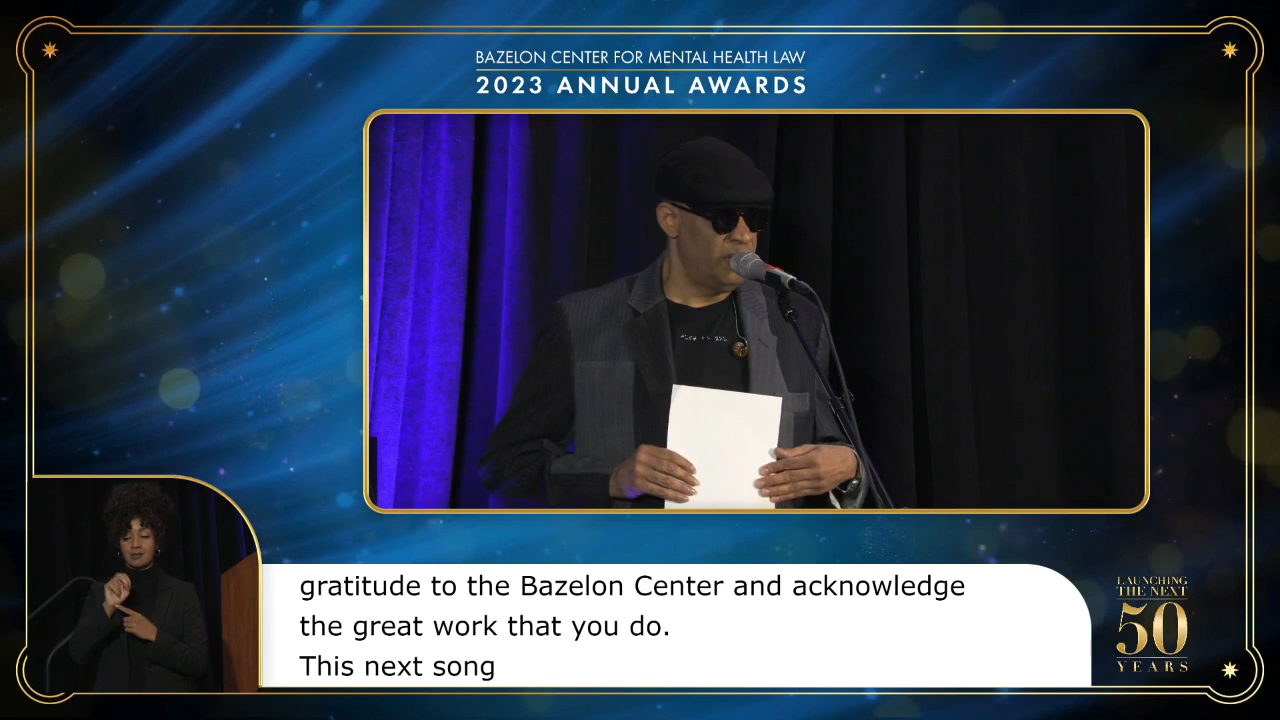 BAZELON CENTER FOR MENTAL HEALTH LAW
2023 ANNUAL AWARDS
gratitude to the Bazelon Center and acknowledge
the great work that you do.
This next song
LAUNCHING
THE NEXT
50
YEARS